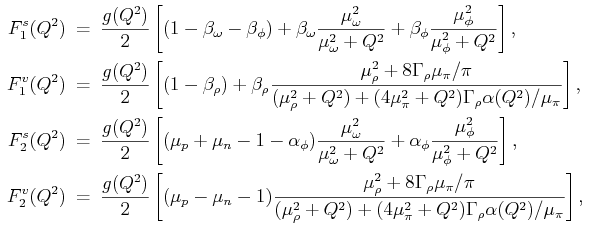 $F_1^s(Q^2) \;=\; \frac{g(Q^2)}{2}\left[(1-\beta_\omega-\beta_\phi)+\beta_\omega\frac{\mu_\omega^2}{\mu_\omega^2+Q^2}+\beta_\phi\frac{\mu_\phi^2}{\mu_\phi^2+Q^2}\right],$
$F_1^v(Q^2) \;=\; \frac{g(Q^2)}{2}\left[(1-\beta_\rho)+\beta_\rho\frac{\mu_\rho^2+8\Gamma_\rho\mu_\pi/\pi}{(\mu_\rho^2+Q^2)+(4\mu_\pi^2+Q^2)\Gamma_\rho\alpha(Q^2)/\mu_\pi}\right],$
$F_2^s(Q^2) \;=\; \frac{g(Q^2)}{2}\left[(\mu_p+\mu_n-1-\alpha_\phi)\frac{\mu_\omega^2}{\mu_\omega^2+Q^2}+\alpha_\phi\frac{\mu_\phi^2}{\mu_\phi^2+Q^2}\right],$
$F_2^v(Q^2) \;=\; \frac{g(Q^2)}{2}\left[(\mu_p-\mu_n-1)\frac{\mu_\rho^2+8\Gamma_\rho\mu_\pi/\pi}{(\mu_\rho^2+Q^2)+(4\mu_\pi^2+Q^2)\Gamma_\rho\alpha(Q^2)/\mu_\pi}\right],$